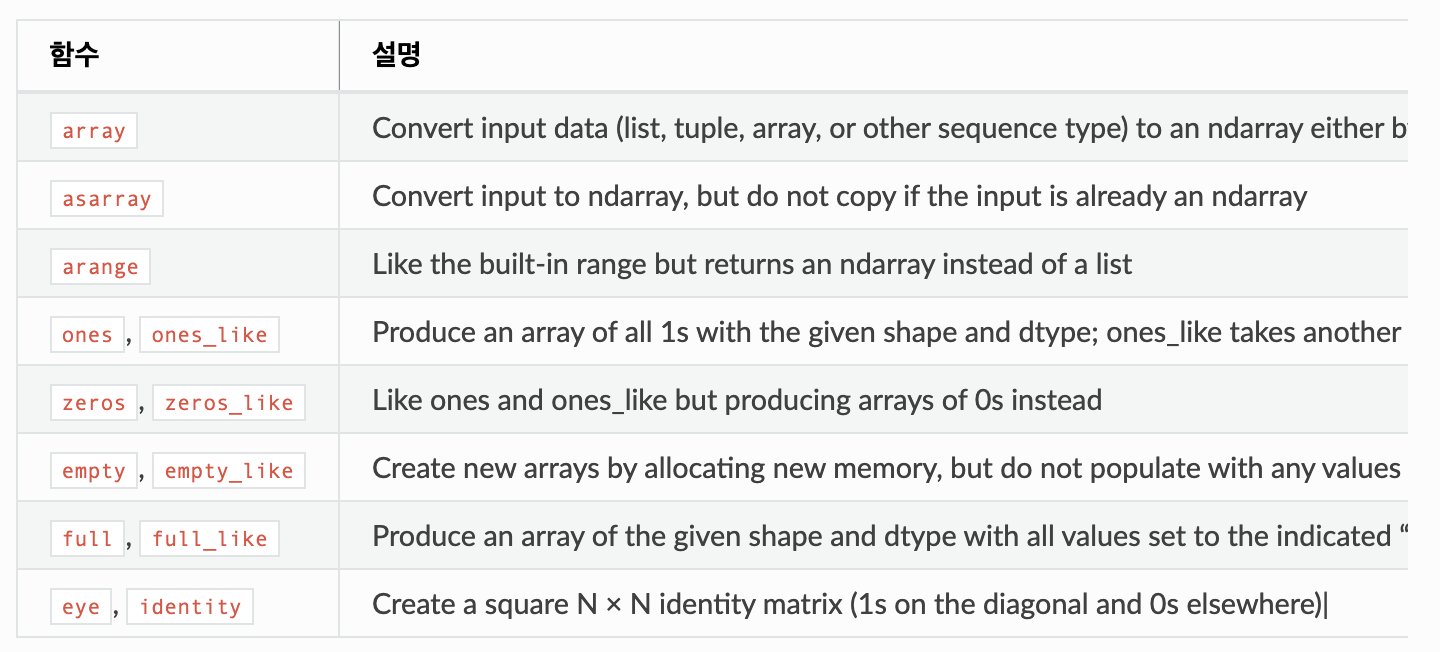 함수 설명
array Convert input data (list, tuple, array, or other sequence type) to an ndarray either
asarray Convert input to ndarray, but do not copy if the input is already an ndarray
arange Like the built-in range but returns an ndarray instead of a list
ones, ones_like Produce an array of all 1s with the given shape and dtype; ones_like takes another
zeros, zeros_like Like ones and ones_like but producing arrays of 0s instead
empty, empty_like Create new arrays by allocating new memory, but do not populate with any values
full, full_like Produce an array of the given shape and dtype with all values set to the indicated “
eye, identity Create a square N × N identity matrix (1s on the diagonal and 0s elsewhere)|